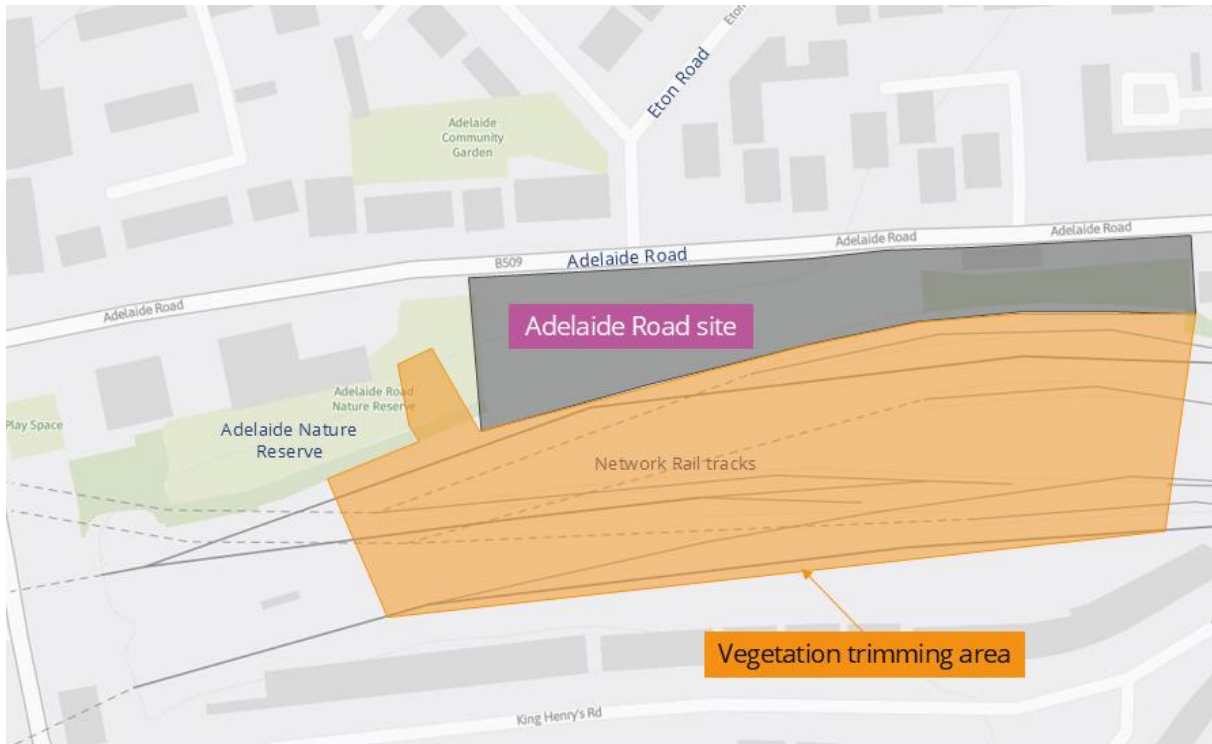 Eton
Eton Road
Adelaide
Community
Garden
Adelaide Road
Adelaide Road
B509
Adelaide Road
Adelaide Road
Adelaide Road site
Adelaide Road
Nature Reserve
Play Space
Adelaide Nature
Reserve
Network Rail tracks
Vegetation trimming area
King Henry's Rd